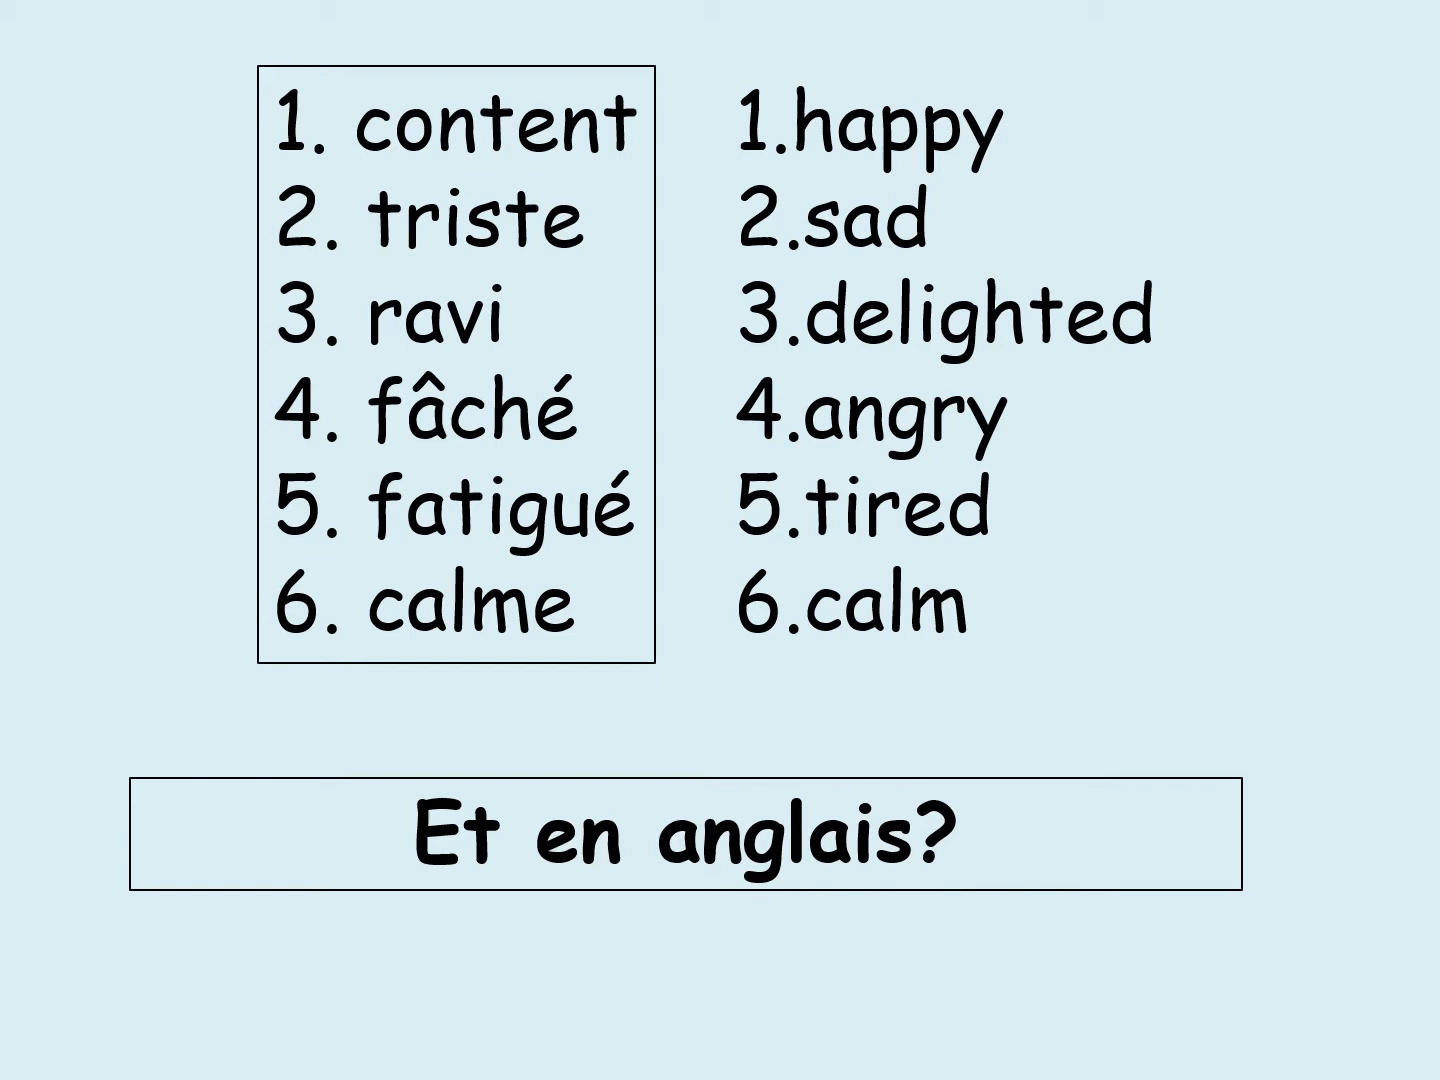 1. content
2. triste
3. ravi
4. fâché
5. fatigué
6. calme
1.happy
2.sad
3.delighted
4.angry
5.tired
6.calm
Et en anglais?